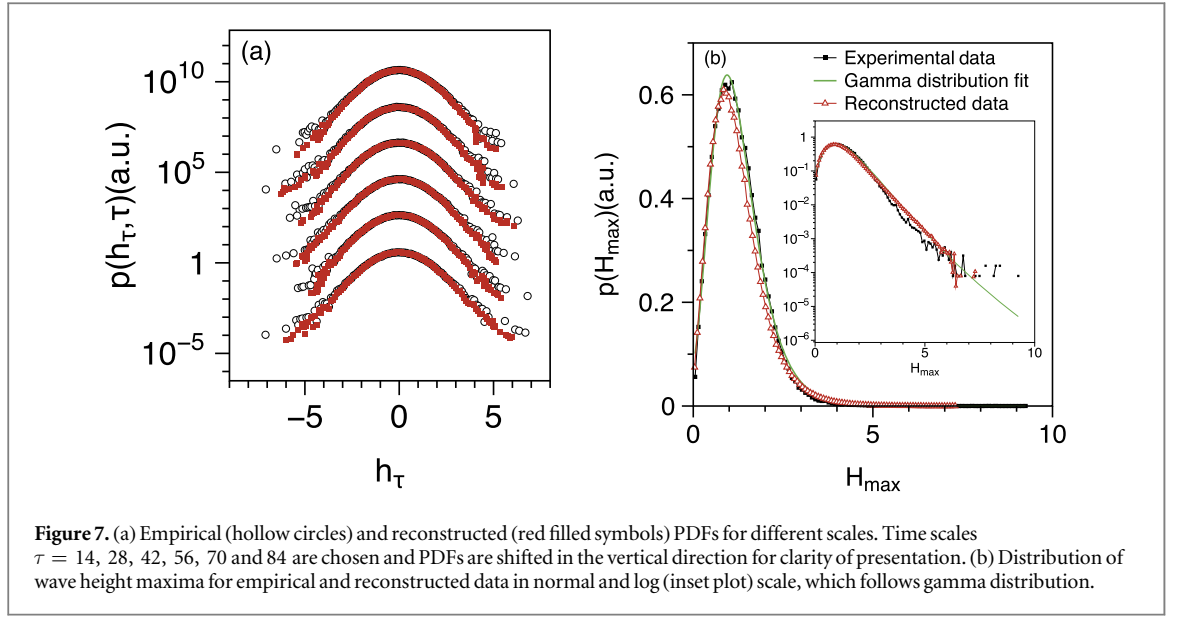 (a)
10^10
10^5
1
10^−5
p(h_τ,τ)(a.u.)
−5 0 5
h_τ
(b)
Experimental data
Gamma distribution fit
Reconstructed data
0.6
0.4
0.2
0
p(H_max)(a.u.)
0 5 10
H_max
1
10^−1
10^−2
10^−3
10^−4
10^−5
10^−6
0 5 10
H_max
Figure 7. (a) Empirical (hollow circles) and reconstructed (red filled symbols) PDFs for different scales. Time scales
τ = 14, 28, 42, 56, 70 and 84 are chosen and PDFs are shifted in the vertical direction for clarity of presentation. (b) Distribution of
wave height maxima for empirical and reconstructed data in normal and log (inset plot) scale, which follows gamma distribution.